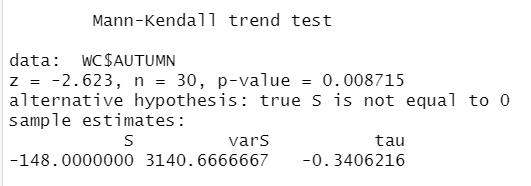 Mann-Kendall trend test
data: WC$AUTUMN
z = -2.623, n = 30, p-value = 0.008715
alternative hypothesis: true S is not equal to 0
sample estimates:
S varS tau
-148.0000000 3140.6666667 -0.3406216